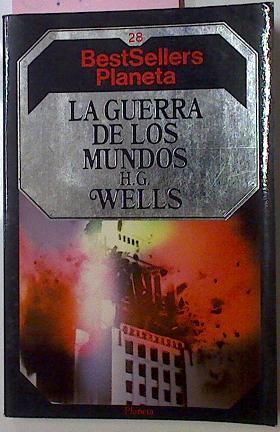 28
BestSellers
Planeta
LA GUERRA
DE LOS
MUNDOS
H.G.
WELLS
Planeta